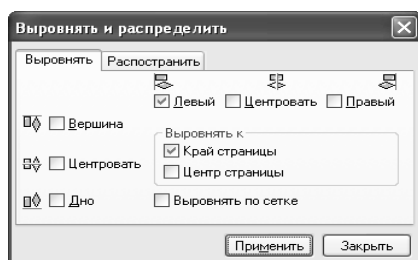 Выровнять и распределить
Выровнять Распостранить
Левый Центровать Правый
Вершина
Выровнять к
Край страницы
Центровать
Центр страницы
Дно
Выровнять по сетке
Применить Закрыть